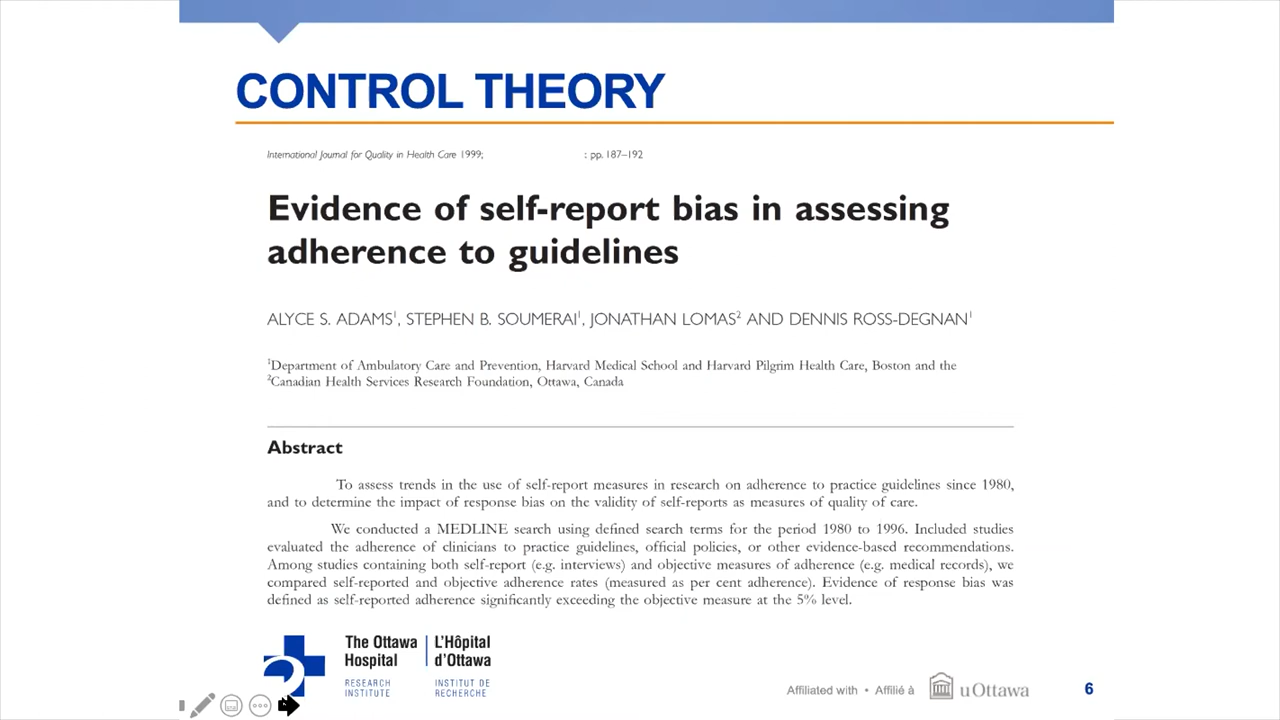 CONTROL THEORY
International Journal for Quality in Health Care 1999; : pp. 187–192
Evidence of self-report bias in assessing
adherence to guidelines
ALYCE S. ADAMS¹, STEPHEN B. SOUMERAI¹, JONATHAN LOMAS² AND DENNIS ROSS-DEGNAN¹
¹Department of Ambulatory Care and Prevention, Harvard Medical School and Harvard Pilgrim Health Care, Boston and the
²Canadian Health Services Research Foundation, Ottawa, Canada
Abstract
To assess trends in the use of self-report measures in research on adherence to practice guidelines since 1980,
and to determine the impact of response bias on the validity of self-reports as measures of quality of care.
We conducted a MEDLINE search using defined search terms for the period 1980 to 1996. Included studies
evaluated the adherence of clinicians to practice guidelines, official policies, or other evidence-based recommendations.
Among studies containing both self-report (e.g. interviews) and objective measures of adherence (e.g. medical records), we
compared self-reported and objective adherence rates (measured as per cent adherence). Evidence of response bias was
defined as self-reported adherence significantly exceeding the objective measure at the 5% level.
The Ottawa
Hospital
RESEARCH
INSTITUTE
L'Hôpital
d'Ottawa
INSTITUT DE
RECHERCHE
Affiliated with • Affilié à
uOttawa
6